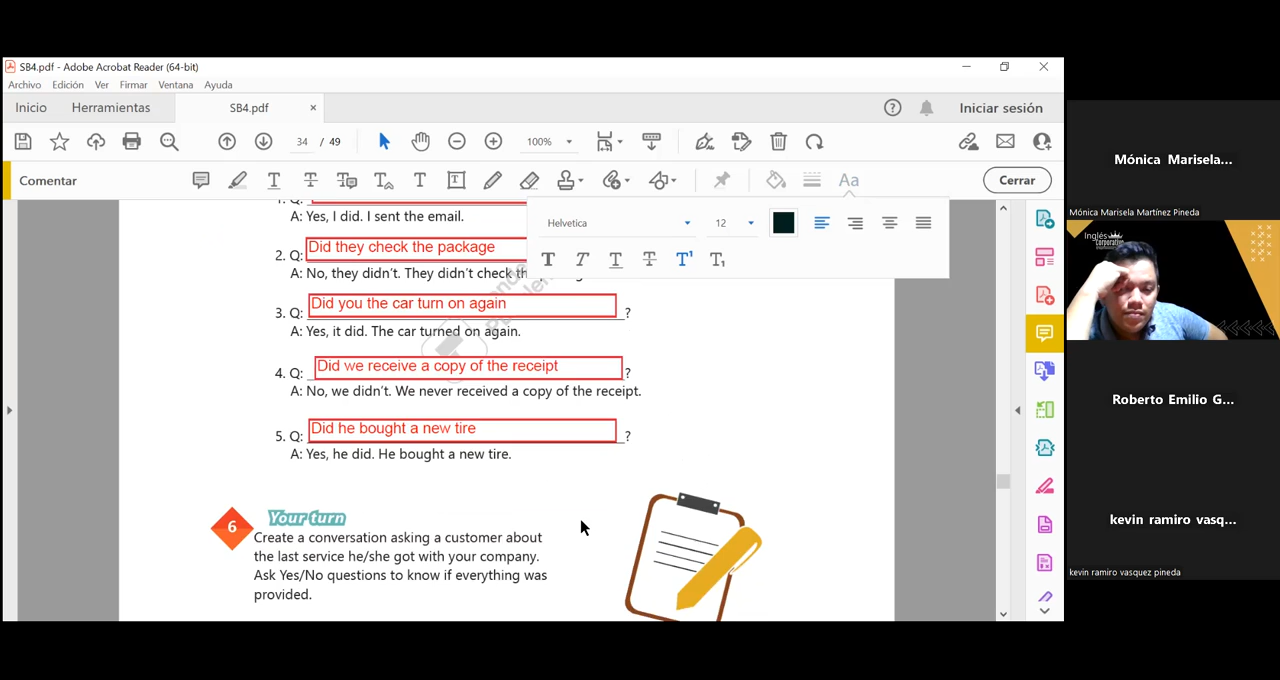 SB4.pdf - Adobe Acrobat Reader (64-bit)
Archivo Edición Ver Firmar Ventana Ayuda
Inicio Herramientas SB4.pdf × Iniciar sesión
34 / 49 100%
Comentar Cerrar
Helvetica 12
A: Yes, I did. I sent the email.
2. Q: Did they check the package
A: No, they didn't. They didn't check th
3. Q: Did you the car turn on again ?
A: Yes, it did. The car turned on again.
4. Q: Did we receive a copy of the receipt ?
A: No, we didn't. We never received a copy of the receipt.
5. Q: Did he bought a new tire ?
A: Yes, he did. He bought a new tire.
6 Your turn
Create a conversation asking a customer about
the last service he/she got with your company.
Ask Yes/No questions to know if everything was
provided.
Mónica Marisela...
Mónica Marisela Martínez Pineda
Inglés
Corporativo
Roberto Emilio G...
kevin ramiro vasq...
kevin ramiro vasquez pineda